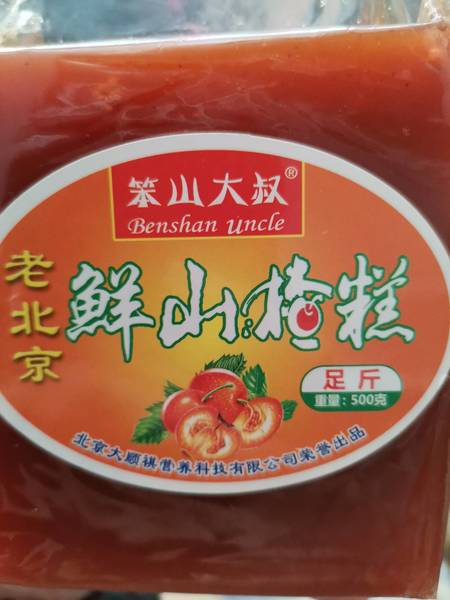 笨山大叔®
Benshan Uncle
老北京
鲜山楂糕
足斤
重量：500克
北京大顺祺营养科技有限公司荣誉出品